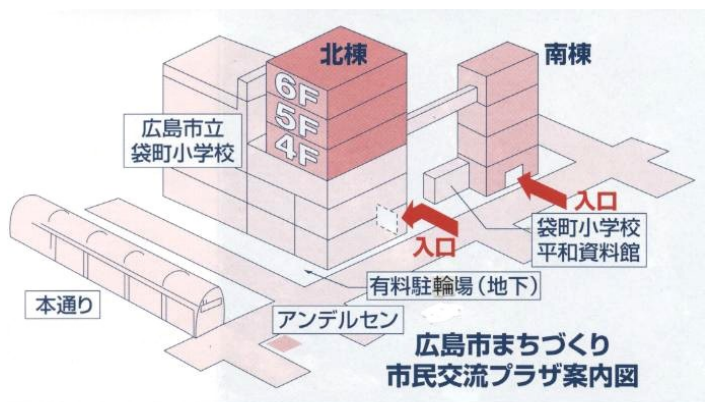 北棟
南棟
6F
5F
4F
広島市立
袋町小学校
入口
入口
袋町小学校
平和資料館
有料駐輪場(地下)
本通り
アンデルセン
広島市まちづくり
市民交流プラザ案内図